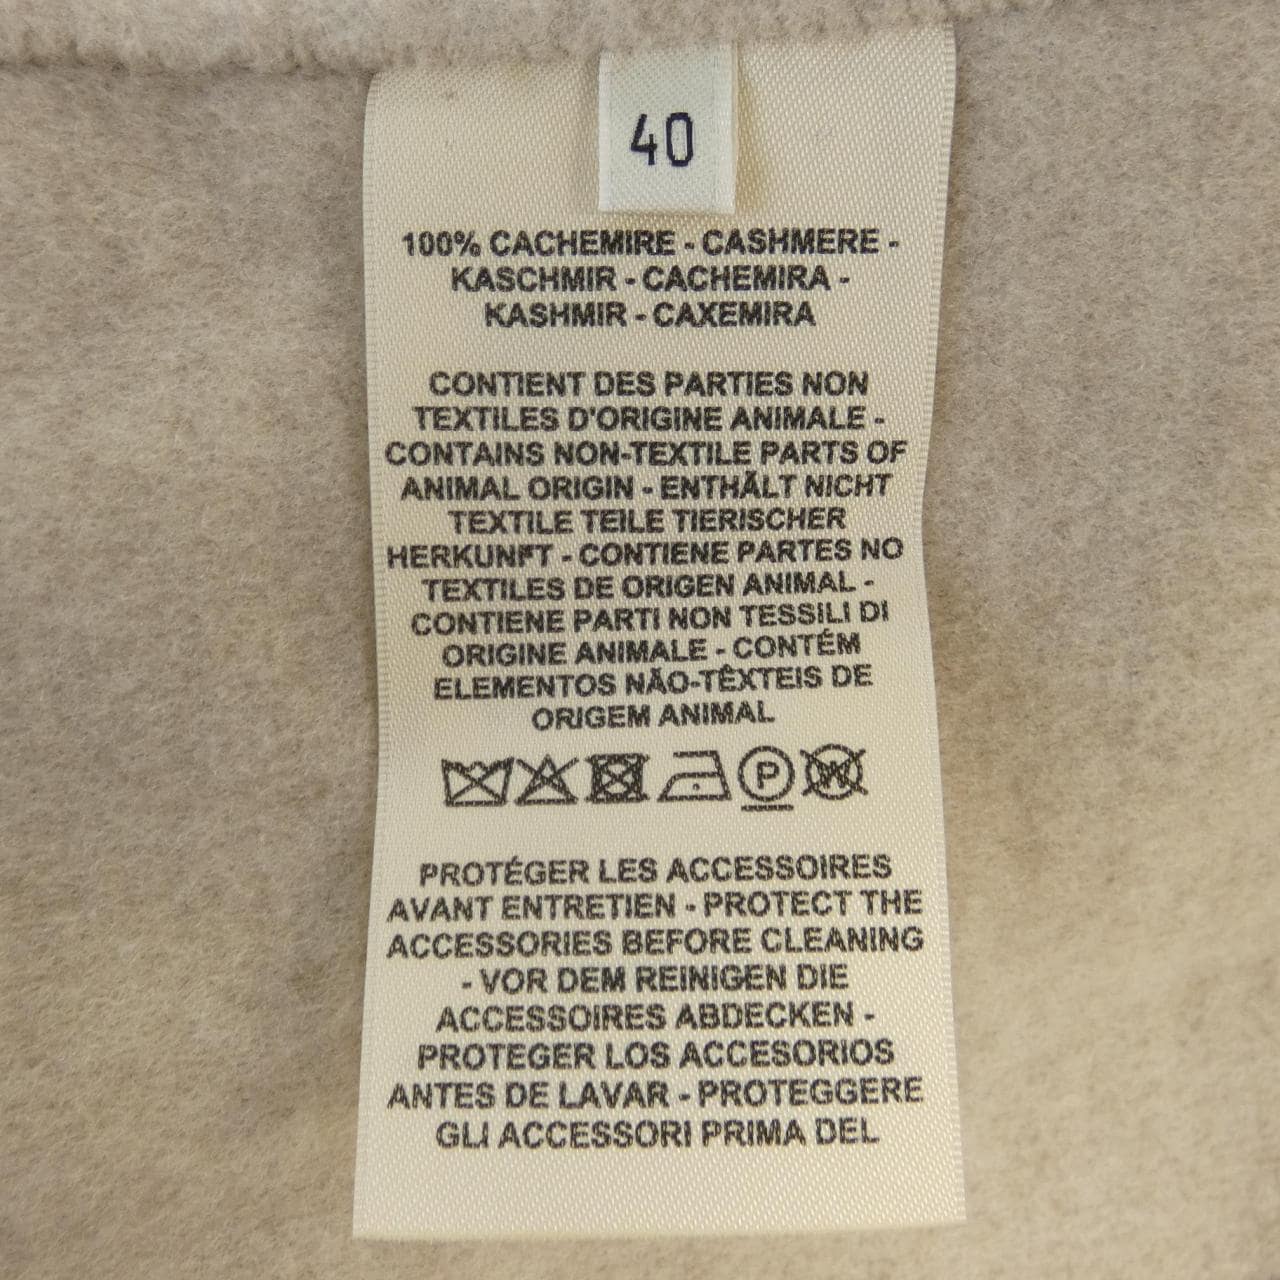 40
100% CACHEMIRE - CASHMERE -
KASCHMIR - CACHEMIRA -
KASHMIR - CAXEMIRA
CONTIENT DES PARTIES NON
TEXTILES D'ORIGINE ANIMALE -
CONTAINS NON-TEXTILE PARTS OF
ANIMAL ORIGIN - ENTHÄLT NICHT
TEXTILE TEILE TIERISCHER
HERKUNFT - CONTIENE PARTES NO
TEXTILES DE ORIGEN ANIMAL -
CONTIENE PARTI NON TESSILI DI
ORIGINE ANIMALE - CONTÉM
ELEMENTOS NÃO-TÊXTEIS DE
ORIGEM ANIMAL
P W
PROTÉGER LES ACCESSOIRES
AVANT ENTRETIEN - PROTECT THE
ACCESSORIES BEFORE CLEANING
- VOR DEM REINIGEN DIE
ACCESSOIRES ABDECKEN -
PROTEGER LOS ACCESORIOS
ANTES DE LAVAR - PROTEGGERE
GLI ACCESSORI PRIMA DEL